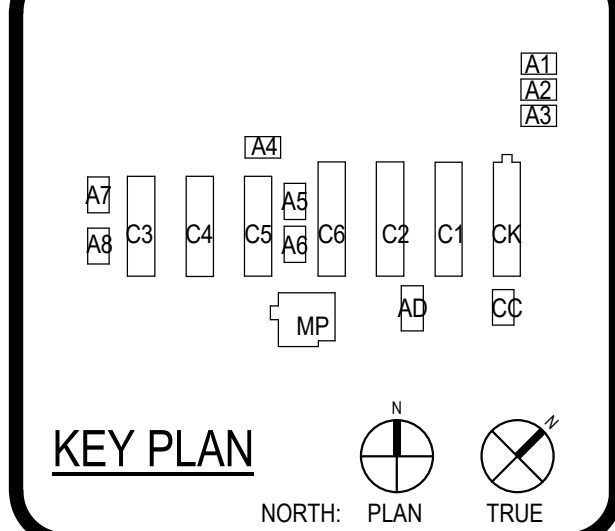 A1
A2
A3
A4
A7
A5
A8 C3 C4 C5 A6 C6 C2 C1 CK
MP AD CC
KEY PLAN
N N
NORTH: PLAN TRUE